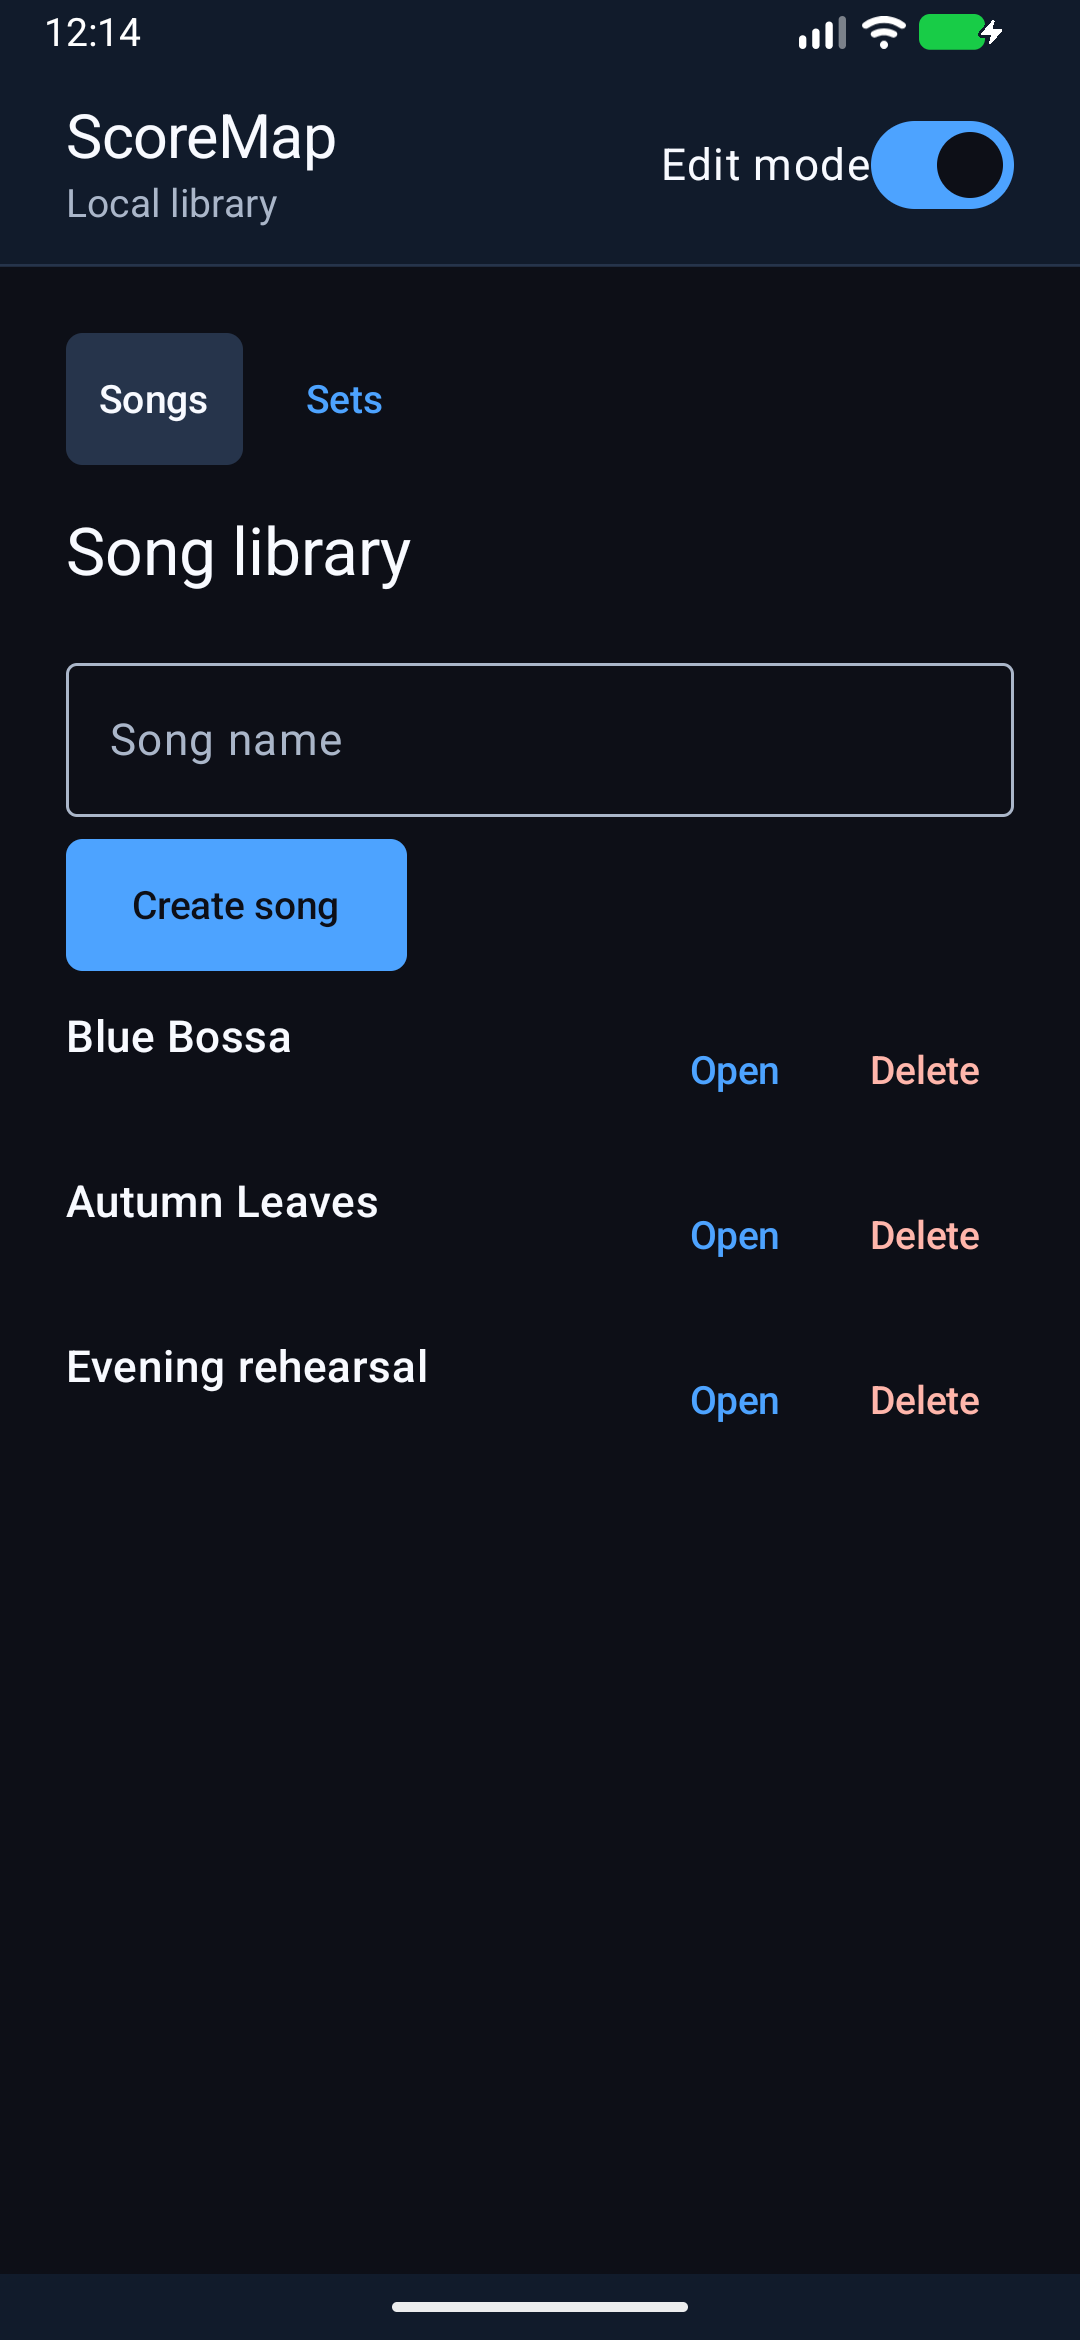 12:14
ScoreMap
Local library
Edit mode
Songs Sets
Song library
Song name
Create song
Blue Bossa
Open Delete
Autumn Leaves
Open Delete
Evening rehearsal
Open Delete